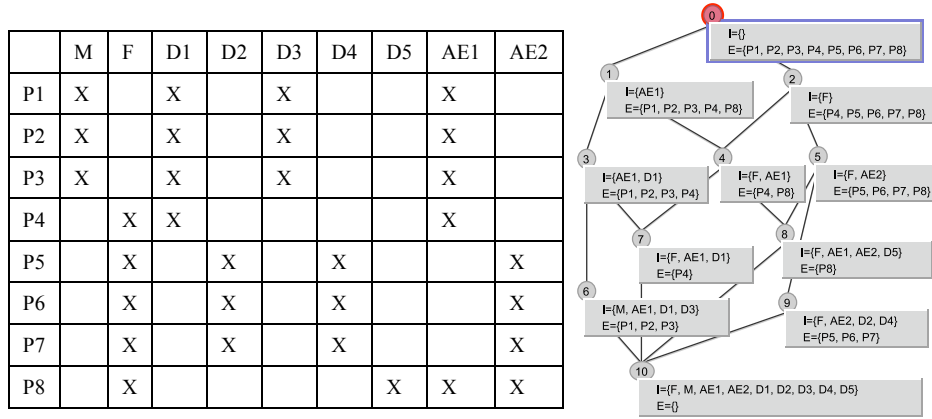 M F D1 D2 D3 D4 D5 AE1 AE2
P1 X X X X
P2 X X X X
P3 X X X X
P4 X X X
P5 X X X X
P6 X X X X
P7 X X X X
P8 X X X X
0
I={}
E={P1, P2, P3, P4, P5, P6, P7, P8}
1
I={AE1}
E={P1, P2, P3, P4, P8}
2
I={F}
E={P4, P5, P6, P7, P8}
3
I={AE1, D1}
E={P1, P2, P3, P4}
4
I={F, AE1}
E={P4, P8}
5
I={F, AE2}
E={P5, P6, P7, P8}
7
I={F, AE1, D1}
E={P4}
8
I={F, AE1, AE2, D5}
E={P8}
6
I={M, AE1, D1, D3}
E={P1, P2, P3}
9
I={F, AE2, D2, D4}
E={P5, P6, P7}
10
I={F, M, AE1, AE2, D1, D2, D3, D4, D5}
E={}